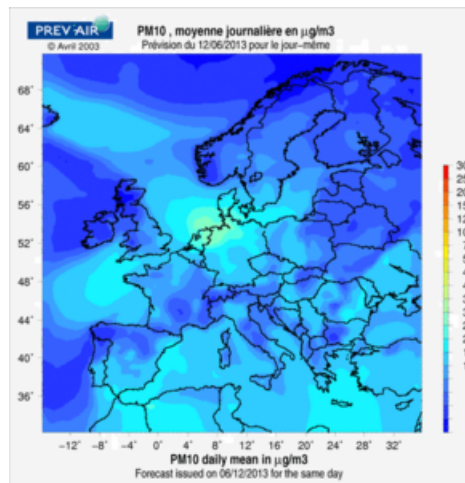 PREV'AIR
© Avril 2003
PM10 , moyenne journalière en µg/m3
Prévision du 12/06/2013 pour le jour-même
68°
64°
60°
56°
52°
48°
44°
40°
36°
−12° −8° −4° 0° 4° 8° 12° 16° 20° 24° 28° 32°
PM10 daily mean in µg/m3
Forecast issued on 06/12/2013 for the same day